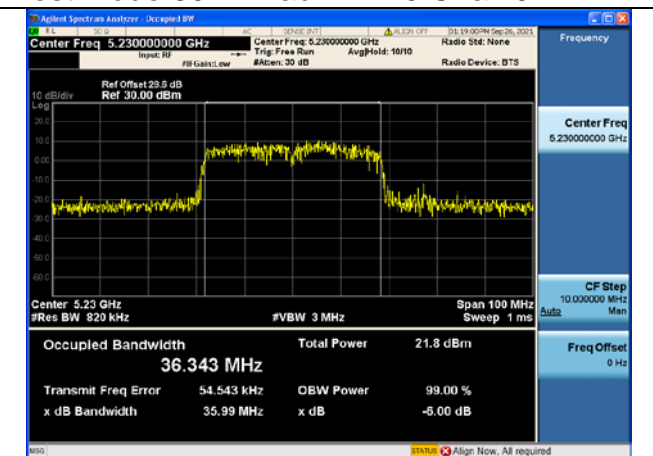 Agilent Spectrum Analyzer - Occupied BW
RL 50 Ω AC SENSE:INT ALIGN OFF 01:19:00PM Sep 26, 2021
Center Freq 5.230000000 GHz
Center Freq: 5.230000000 GHz
Radio Std: None
Input: RF
Trig: Free Run Avg|Hold: 10/10
#IFGain:Low #Atten: 30 dB Radio Device: BTS
Ref Offset 29.5 dB
10 dB/div Ref 30.00 dBm
Log
20.0
10.0
0.00
-10.0
-20.0
-30.0
-40.0
-50.0
-60.0
Center 5.23 GHz Span 100 MHz
#Res BW 820 kHz #VBW 3 MHz Sweep 1 ms
Occupied Bandwidth Total Power 21.8 dBm
36.343 MHz
Transmit Freq Error 54.543 kHz OBW Power 99.00 %
x dB Bandwidth 35.99 MHz x dB -6.00 dB
MSG STATUS Align Now, All required
Frequency
Center Freq
5.230000000 GHz
CF Step
10.000000 MHz
Auto Man
Freq Offset
0 Hz